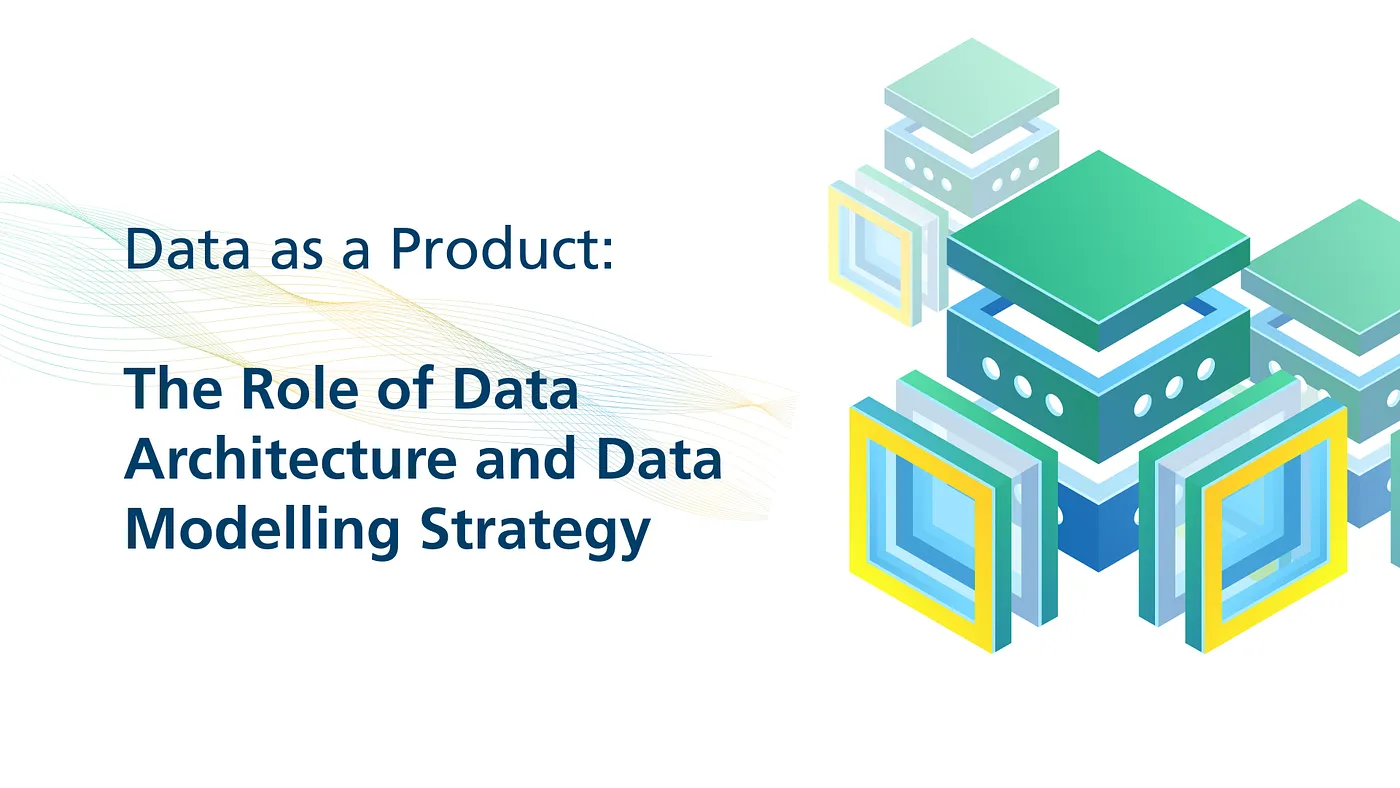 Data as a Product:
The Role of Data
Architecture and Data
Modelling Strategy